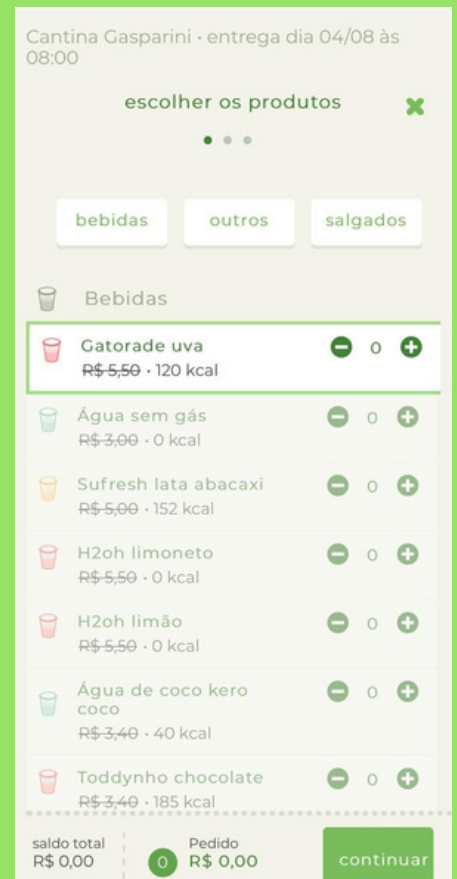 Cantina Gasparini • entrega dia 04/08 às
08:00
escolher os produtos
bebidas
outros
salgados
Bebidas
Gatorade uva
0
R$ 5,50 • 120 kcal
Água sem gás
0
R$ 3,00 • 0 kcal
Sufresh lata abacaxi
0
R$ 5,00 • 152 kcal
H2oh limoneto
0
R$ 5,50 • 0 kcal
H2oh limão
0
R$ 5,50 • 0 kcal
Água de coco kero
coco
0
R$ 3,40 • 40 kcal
Toddynho chocolate
0
R$ 3,40 • 185 kcal
saldo total
R$ 0,00
0
Pedido
R$ 0,00
continuar